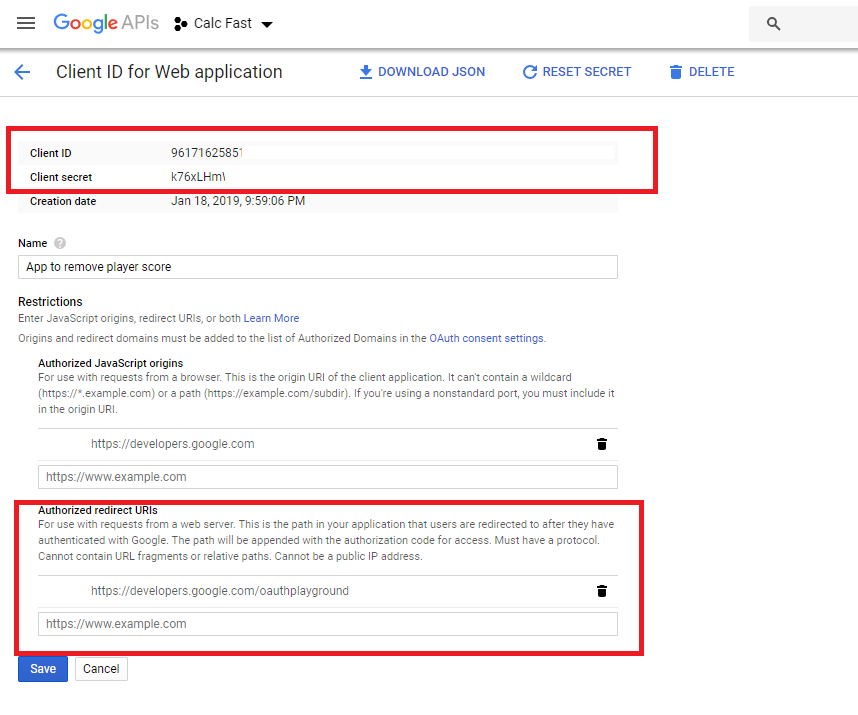 Google APIs Calc Fast
Client ID for Web application DOWNLOAD JSON RESET SECRET DELETE
Client ID 96171625851
Client secret k76xLHm\
Creation date Jan 18, 2019, 9:59:06 PM
Name ?
App to remove player score
Restrictions
Enter JavaScript origins, redirect URIs, or both Learn More
Origins and redirect domains must be added to the list of Authorized Domains in the OAuth consent settings.
Authorized JavaScript origins
For use with requests from a browser. This is the origin URI of the client application. It can't contain a wildcard
(https://*.example.com) or a path (https://example.com/subdir). If you're using a nonstandard port, you must include it
in the origin URI.
https://developers.google.com
https://www.example.com
Authorized redirect URIs
For use with requests from a web server. This is the path in your application that users are redirected to after they have
authenticated with Google. The path will be appended with the authorization code for access. Must have a protocol.
Cannot contain URL fragments or relative paths. Cannot be a public IP address.
https://developers.google.com/oauthplayground
https://www.example.com
Save Cancel